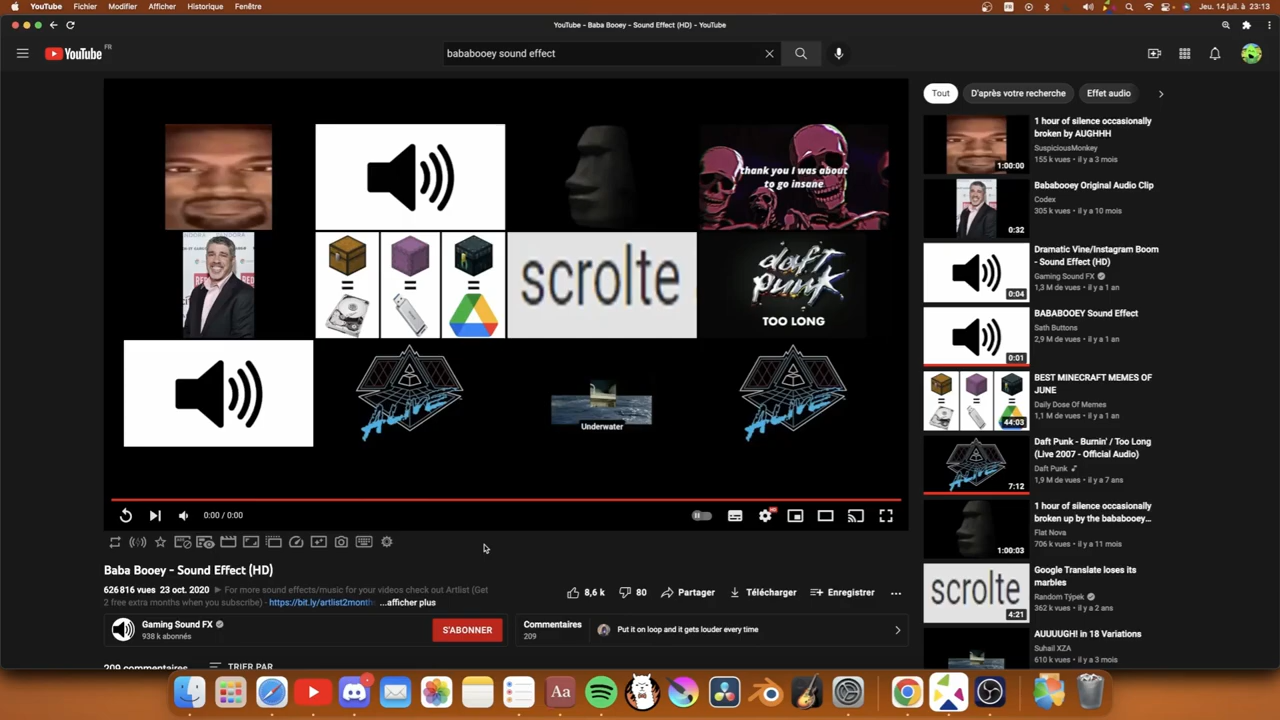 YouTube Fichier Modifier Afficher Historique Fenêtre
FR
Jeu. 14 juil. à 23:13
YouTube - Baba Booey - Sound Effect (HD) - YouTube
YouTube FR
bababooey sound effect
thank you I was about
to go insane
scrolte
daft
punk
TOO LONG
ALIVE
Underwater
ALIVE
0:00 / 0:00
Baba Booey - Sound Effect (HD)
626 816 vues 23 oct. 2020
For more sound effects/music for your videos check out Artlist (Get
2 free extra months when you subscribe) - https://bit.ly/artlist2month ...afficher plus
8,6 k
80
Partager
Télécharger
Enregistrer
Gaming Sound FX
938 k abonnés
S'ABONNER
Commentaires
209
Put it on loop and it gets louder every time
209 commentaires
TRIER PAR
Tout
D'après votre recherche
Effet audio
1 hour of silence occasionally
broken by AUGHHH
SuspiciousMonkey
155 k vues • il y a 3 mois
1:00:00
Bababooey Original Audio Clip
Codex
305 k vues • il y a 10 mois
0:32
Dramatic Vine/Instagram Boom
- Sound Effect (HD)
Gaming Sound FX
1,3 M de vues • il y a 1 an
0:04
BABABOOEY Sound Effect
Sath Buttons
2,9 M de vues • il y a 1 an
0:01
BEST MINECRAFT MEMES OF
JUNE
Daily Dose Of Memes
1,1 M de vues • il y a 1 an
44:03
Daft Punk - Burnin' / Too Long
(Live 2007 - Official Audio)
Daft Punk
1,9 M de vues • il y a 7 ans
7:12
ALIVE
1 hour of silence occasionally
broken up by the bababooey...
Flat Nova
706 k vues • il y a 11 mois
1:00:03
scrolte
Google Translate loses its
marbles
Random Týpek
362 k vues • il y a 2 ans
4:21
AUUUUGH! in 18 Variations
Suhail XZA
610 k vues • il y a 3 mois
Aa